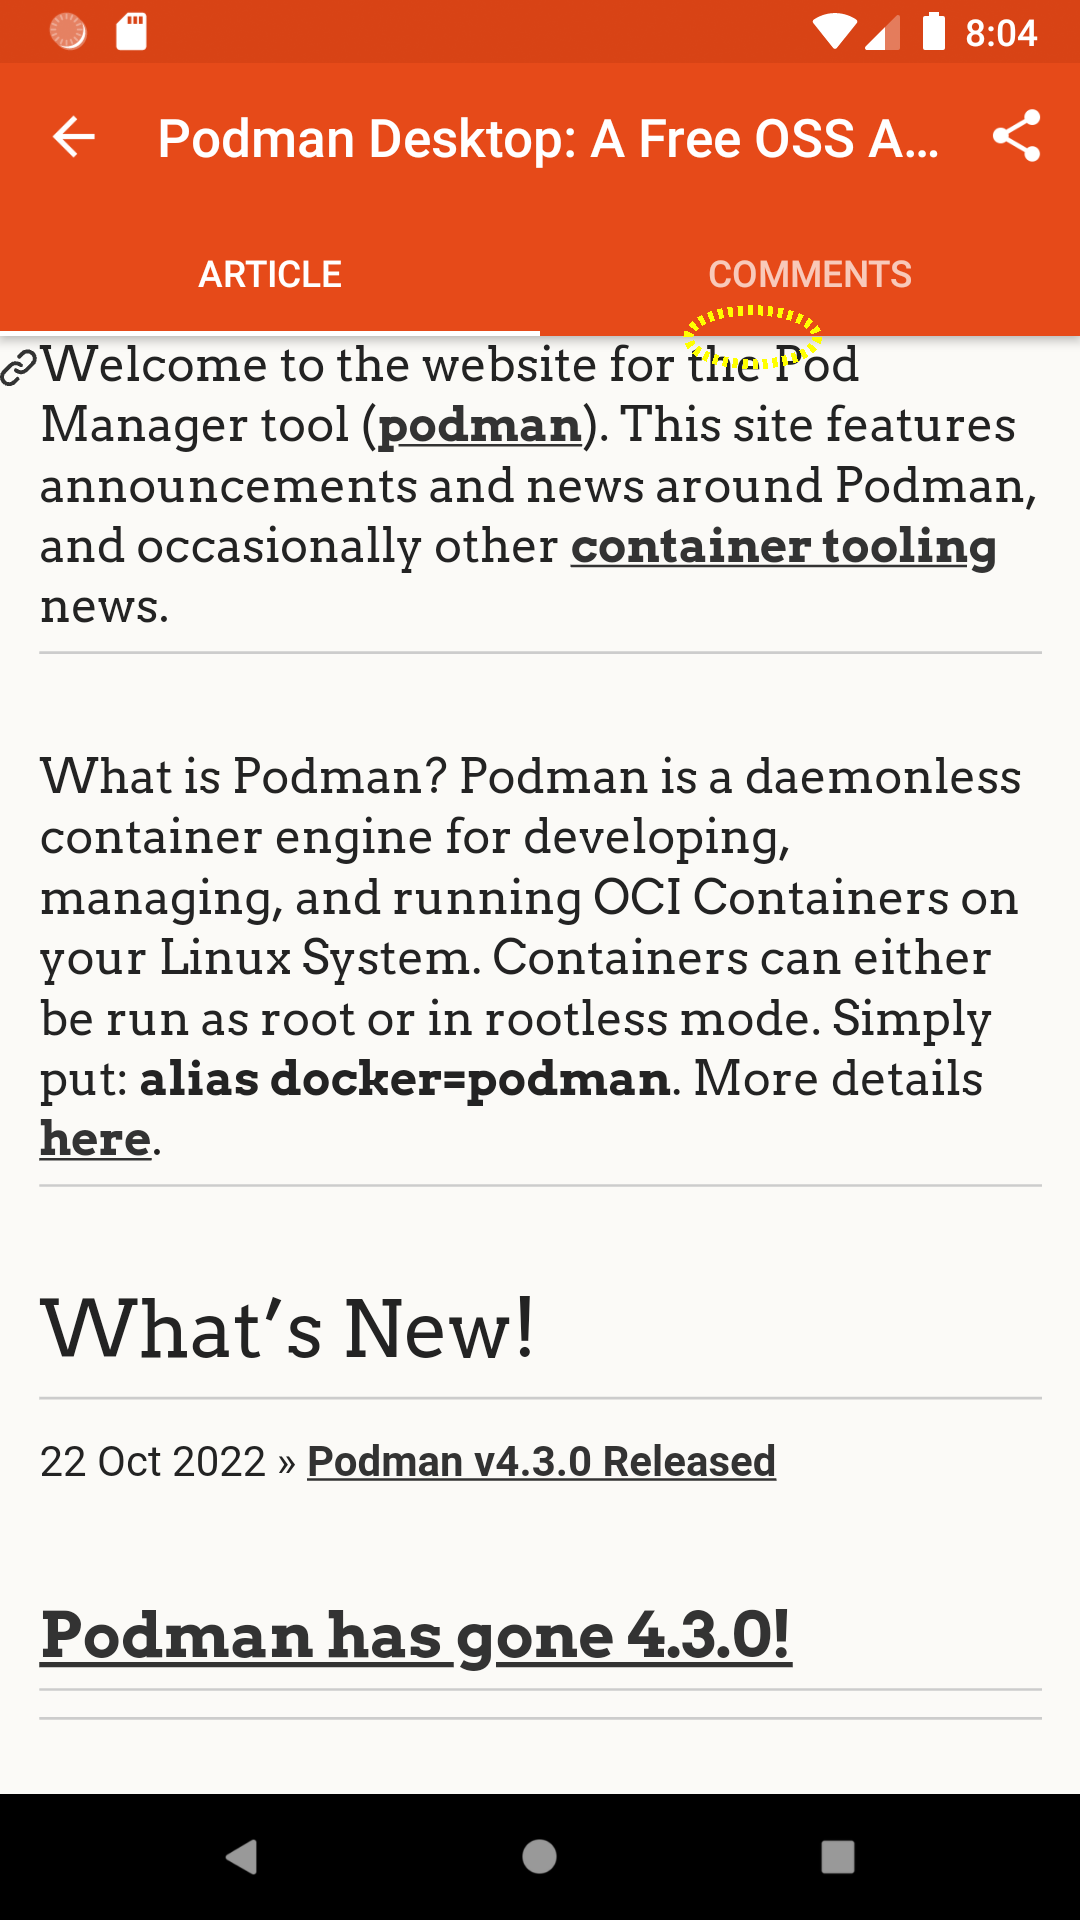 8:04
Podman Desktop: A Free OSS A...
ARTICLE
COMMENTS
Welcome to the website for the Pod
Manager tool (podman). This site features
announcements and news around Podman,
and occasionally other container tooling
news.
What is Podman? Podman is a daemonless
container engine for developing,
managing, and running OCI Containers on
your Linux System. Containers can either
be run as root or in rootless mode. Simply
put: alias docker=podman. More details
here.
What’s New!
22 Oct 2022 » Podman v4.3.0 Released
Podman has gone 4.3.0!